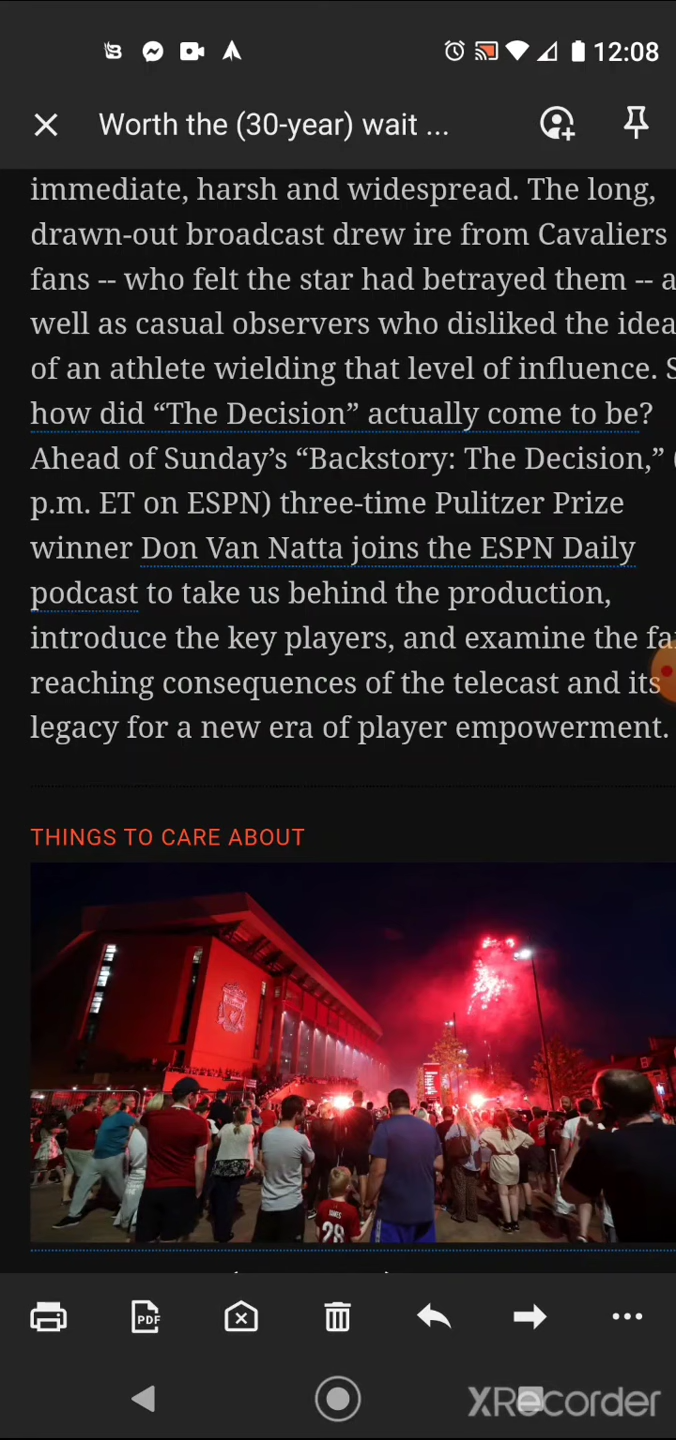 12:08
Worth the (30-year) wait ...
immediate, harsh and widespread. The long,
drawn-out broadcast drew ire from Cavaliers
fans -- who felt the star had betrayed them -- a
well as casual observers who disliked the idea
of an athlete wielding that level of influence. S
how did “The Decision” actually come to be?
Ahead of Sunday’s “Backstory: The Decision,” (
p.m. ET on ESPN) three-time Pulitzer Prize
winner Don Van Natta joins the ESPN Daily
podcast to take us behind the production,
introduce the key players, and examine the fa
reaching consequences of the telecast and its
legacy for a new era of player empowerment.
THINGS TO CARE ABOUT
28
PDF
XRecorder